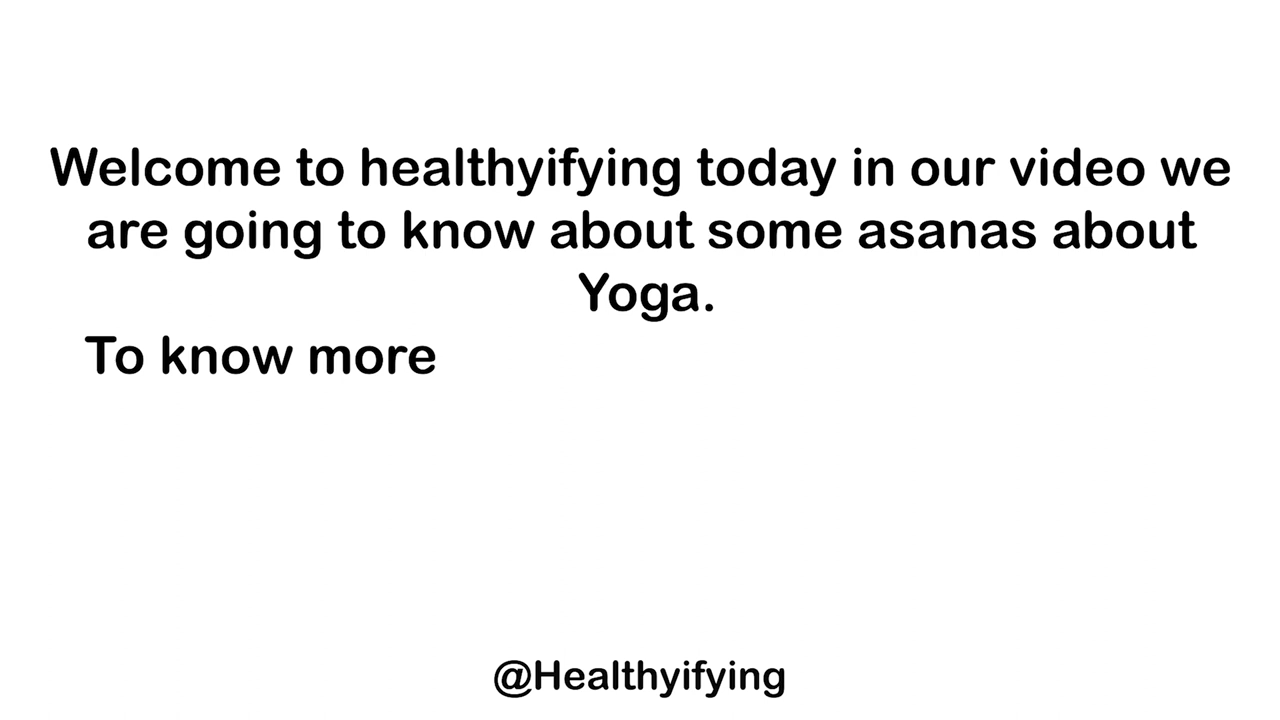 Welcome to healthyifying today in our video we
are going to know about some asanas about
Yoga.
To know more
@Healthyifying